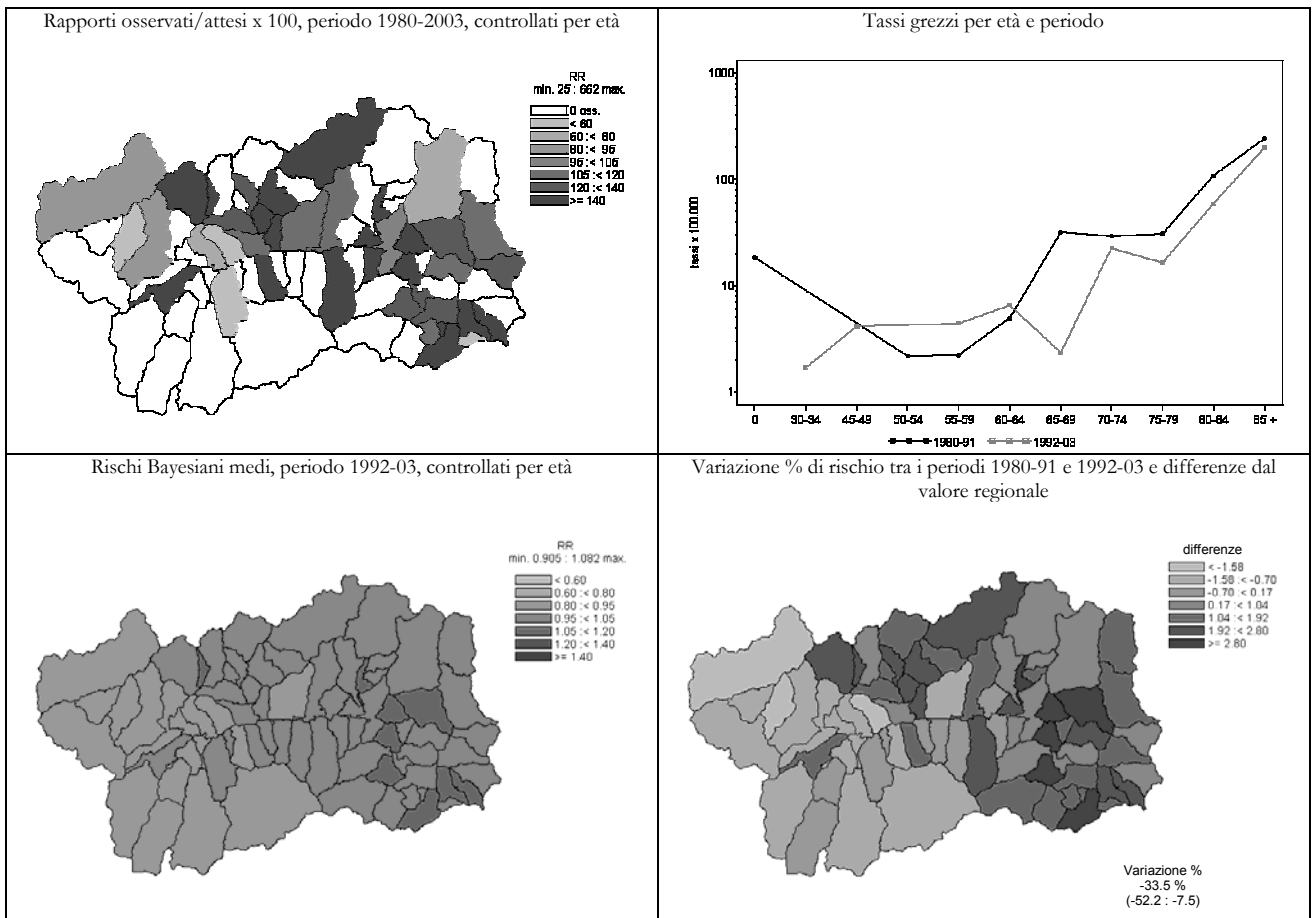 Rapporti osservati/attesi x 100, periodo 1980-2003, controllati per età
RR
min. 25 : 662 max.
0 oss.
< 60
60 :< 80
80 :< 95
95 :< 105
105 :< 120
120 :< 140
>= 140
Tassi grezzi per età e periodo
1000
100
10
1
tassi x 100.000
0
30-34
45-49
50-54
55-59
60-64
65-69
70-74
75-79
80-84
85 +
1980-91
1992-03
Rischi Bayesiani medi, periodo 1992-03, controllati per età
RR
min. 0.905 : 1.082 max.
< 0.60
0.60 :< 0.80
0.80 :< 0.95
0.95 :< 1.05
1.05 :< 1.20
1.20 :< 1.40
>= 1.40
Variazione % di rischio tra i periodi 1980-91 e 1992-03 e differenze dal
valore regionale
differenze
< -1.58
-1.58 :< -0.70
-0.70 :< 0.17
0.17 :< 1.04
1.04 :< 1.92
1.92 :< 2.80
>= 2.80
Variazione %
-33.5 %
(-52.2 : -7.5)